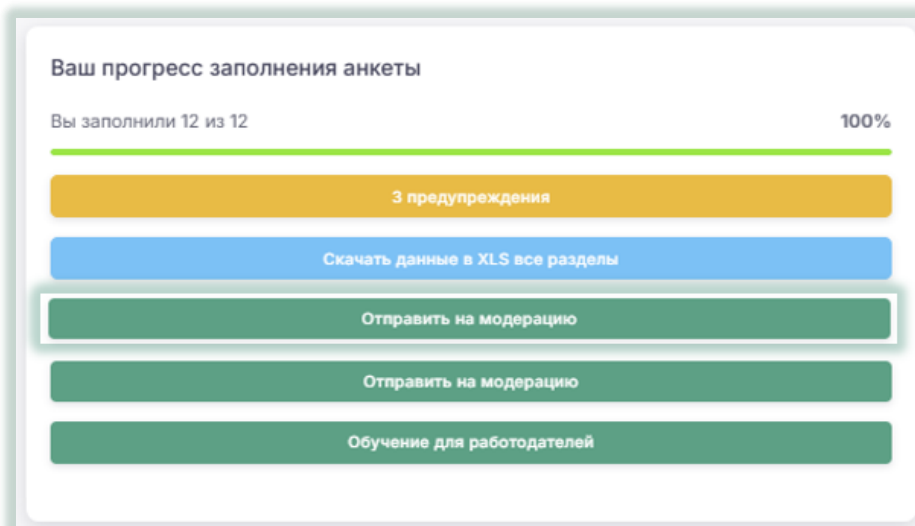 Ваш прогресс заполнения анкеты
Вы заполнили 12 из 12
100%
3 предупреждения
Скачать данные в XLS все разделы
Отправить на модерацию
Отправить на модерацию
Обучение для работодателей